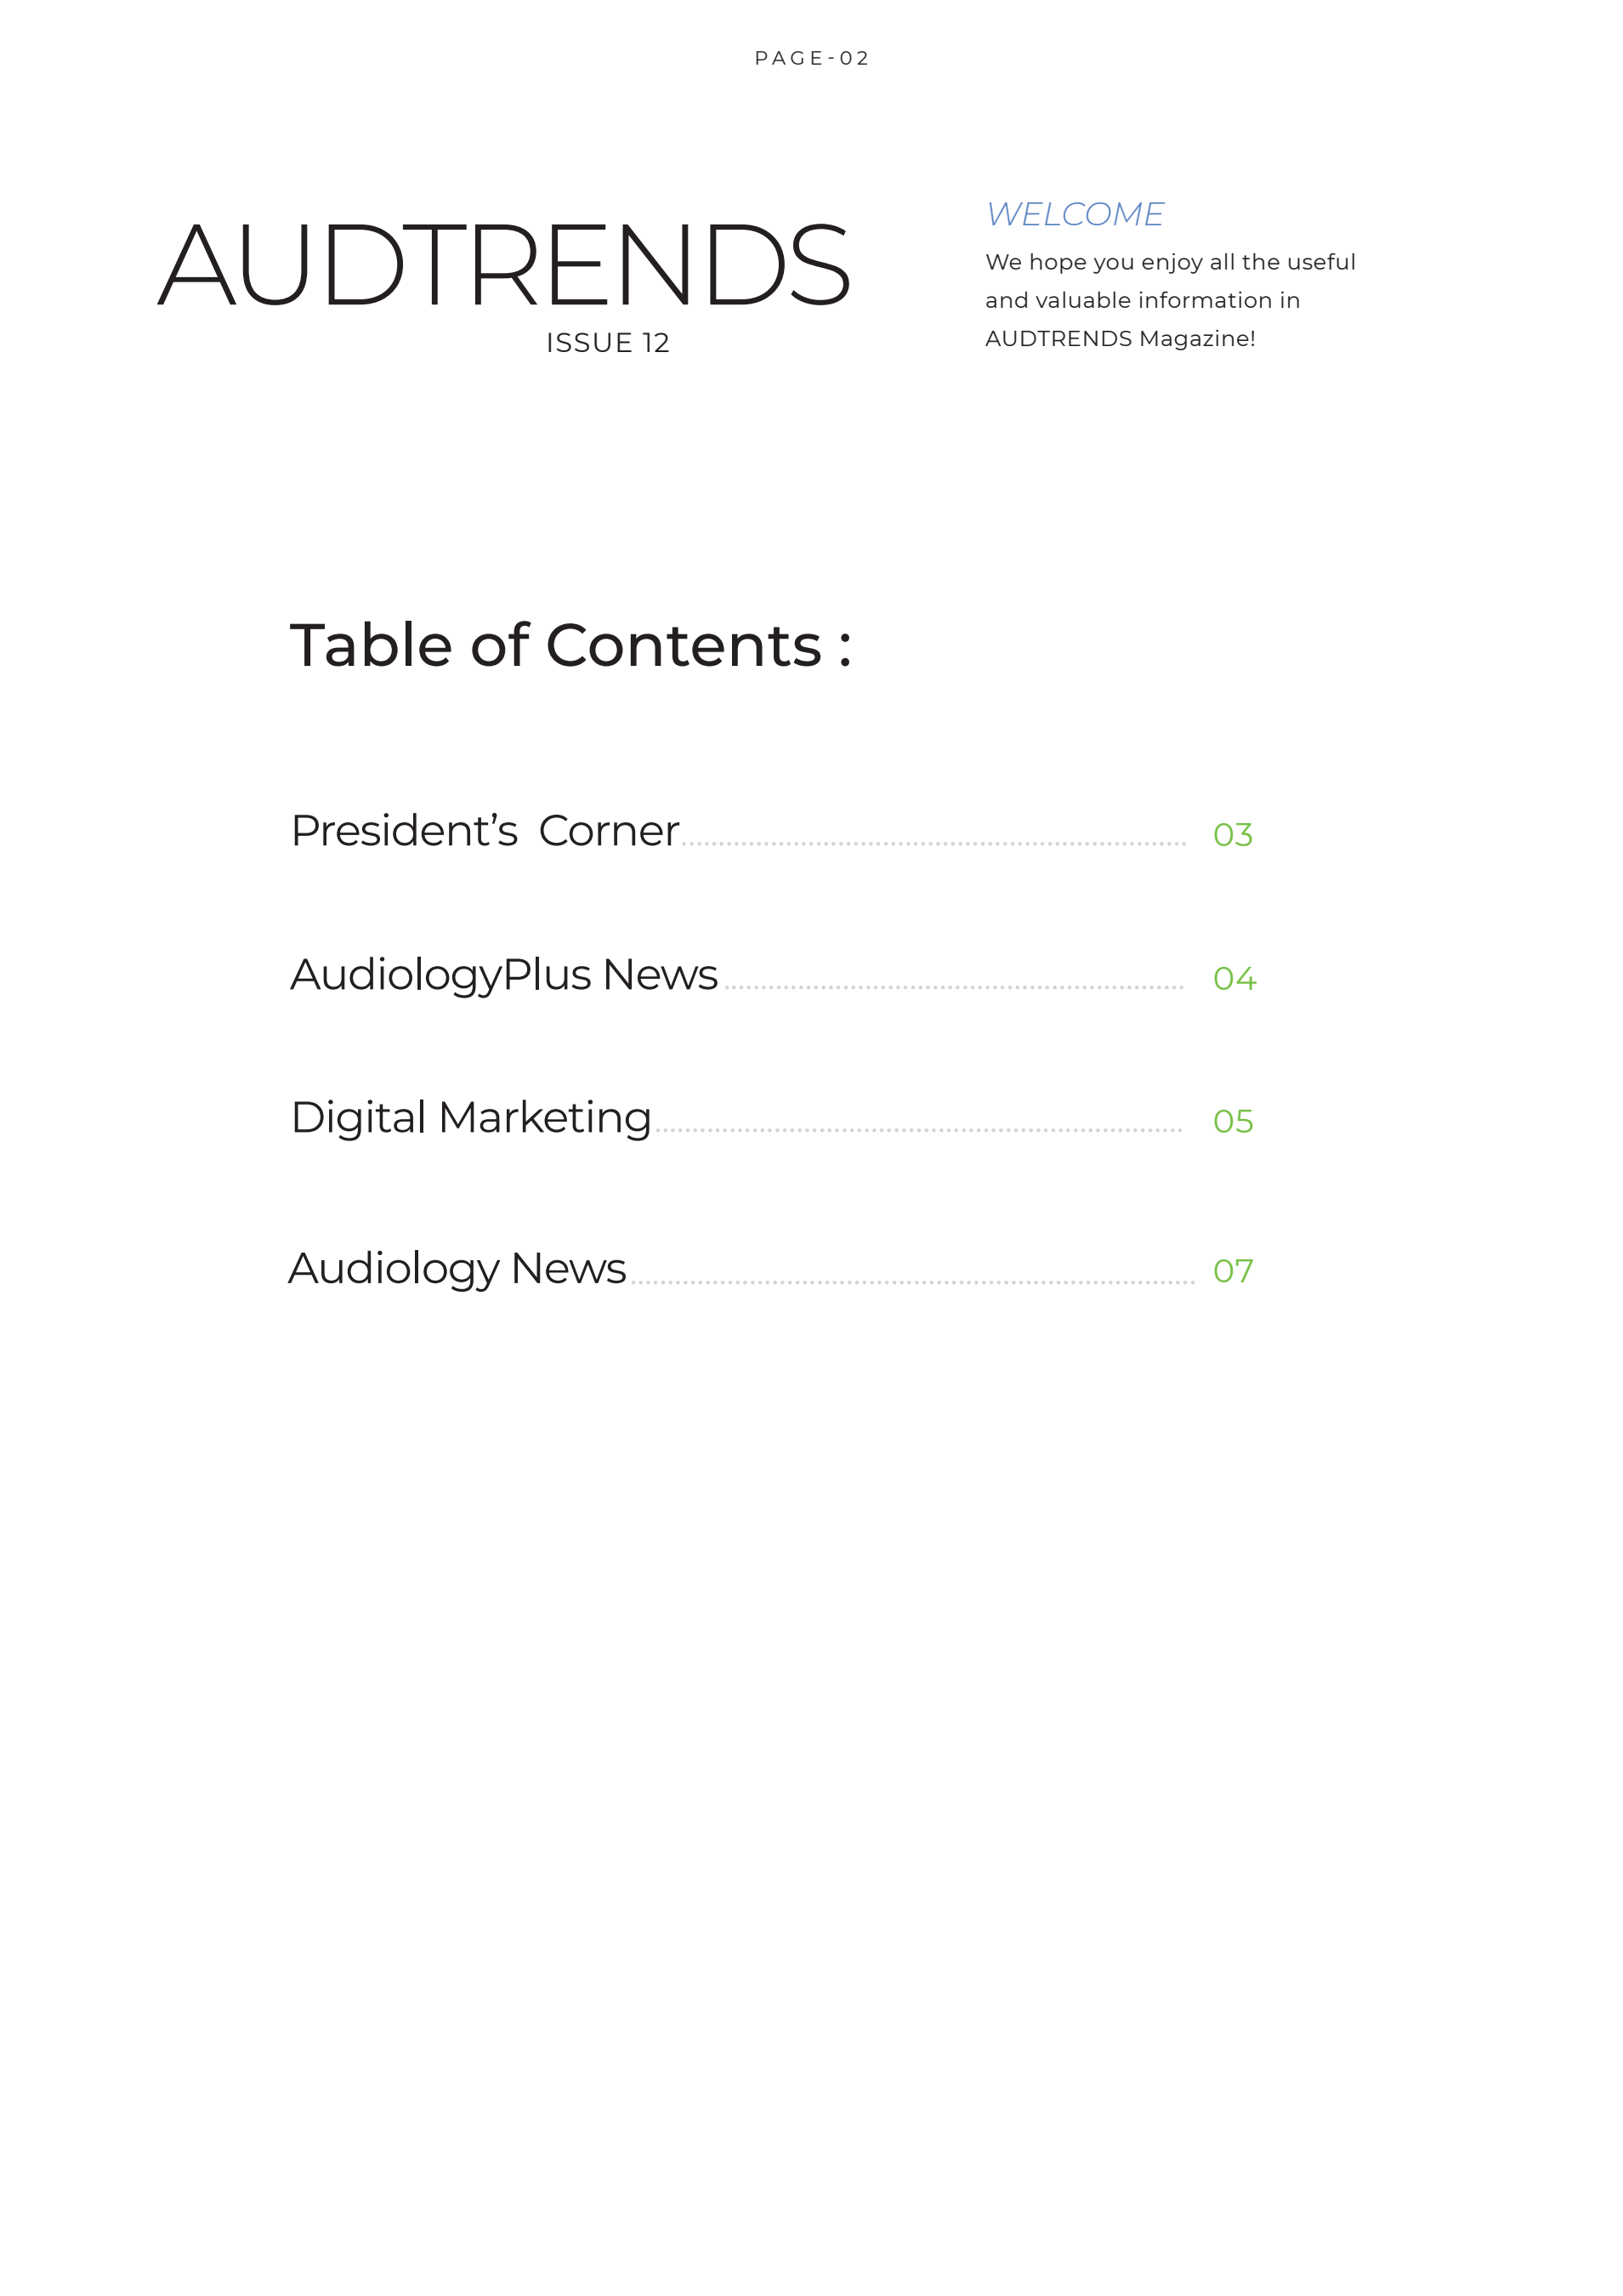 PAGE-02
AUDTRENDS
ISSUE 12
WELCOME
We hope you enjoy all the useful
and valuable information in
AUDTRENDS Magazine!
Table of Contents :
President’s  Corner 03
AudiologyPlus News 04
Digital Marketing 05
Audiology News 07